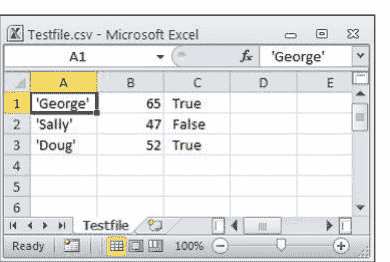 Testfile.csv - Microsoft Excel
A1 fx 'George'
A B C D E
1 'George' 65 True
2 'Sally' 47 False
3 'Doug' 52 True
4
5
6
Testfile
Ready 100%